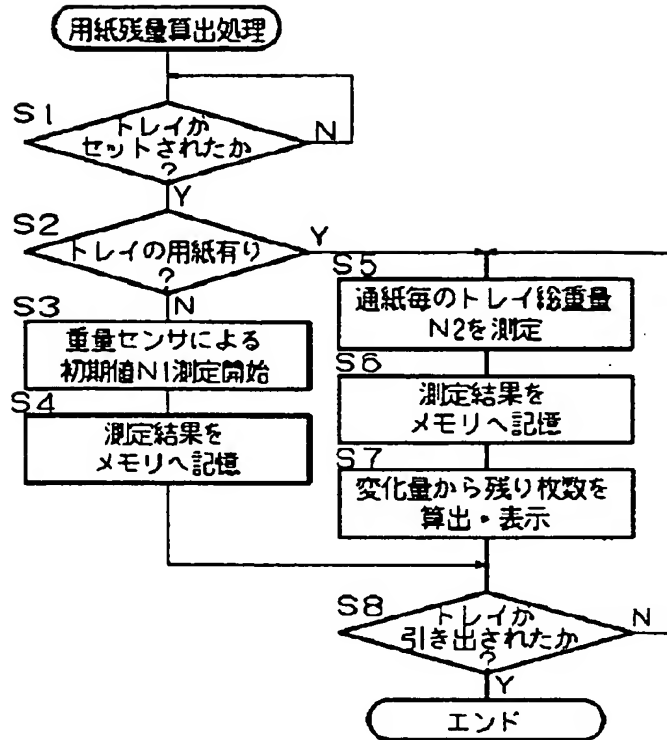 用紙残量算出処理
S1
トレイが
セットされたか
?
N
Y
S2
トレイの用紙有り
?
Y
N
S3
重量センサによる
初期値N1測定開始
S4
測定結果を
メモリへ記憶
S5
通紙毎のトレイ総重量
N2を測定
S6
測定結果を
メモリへ記憶
S7
変化量から残り枚数を
算出・表示
S8
トレイが
引き出されたか
?
N
Y
エンド